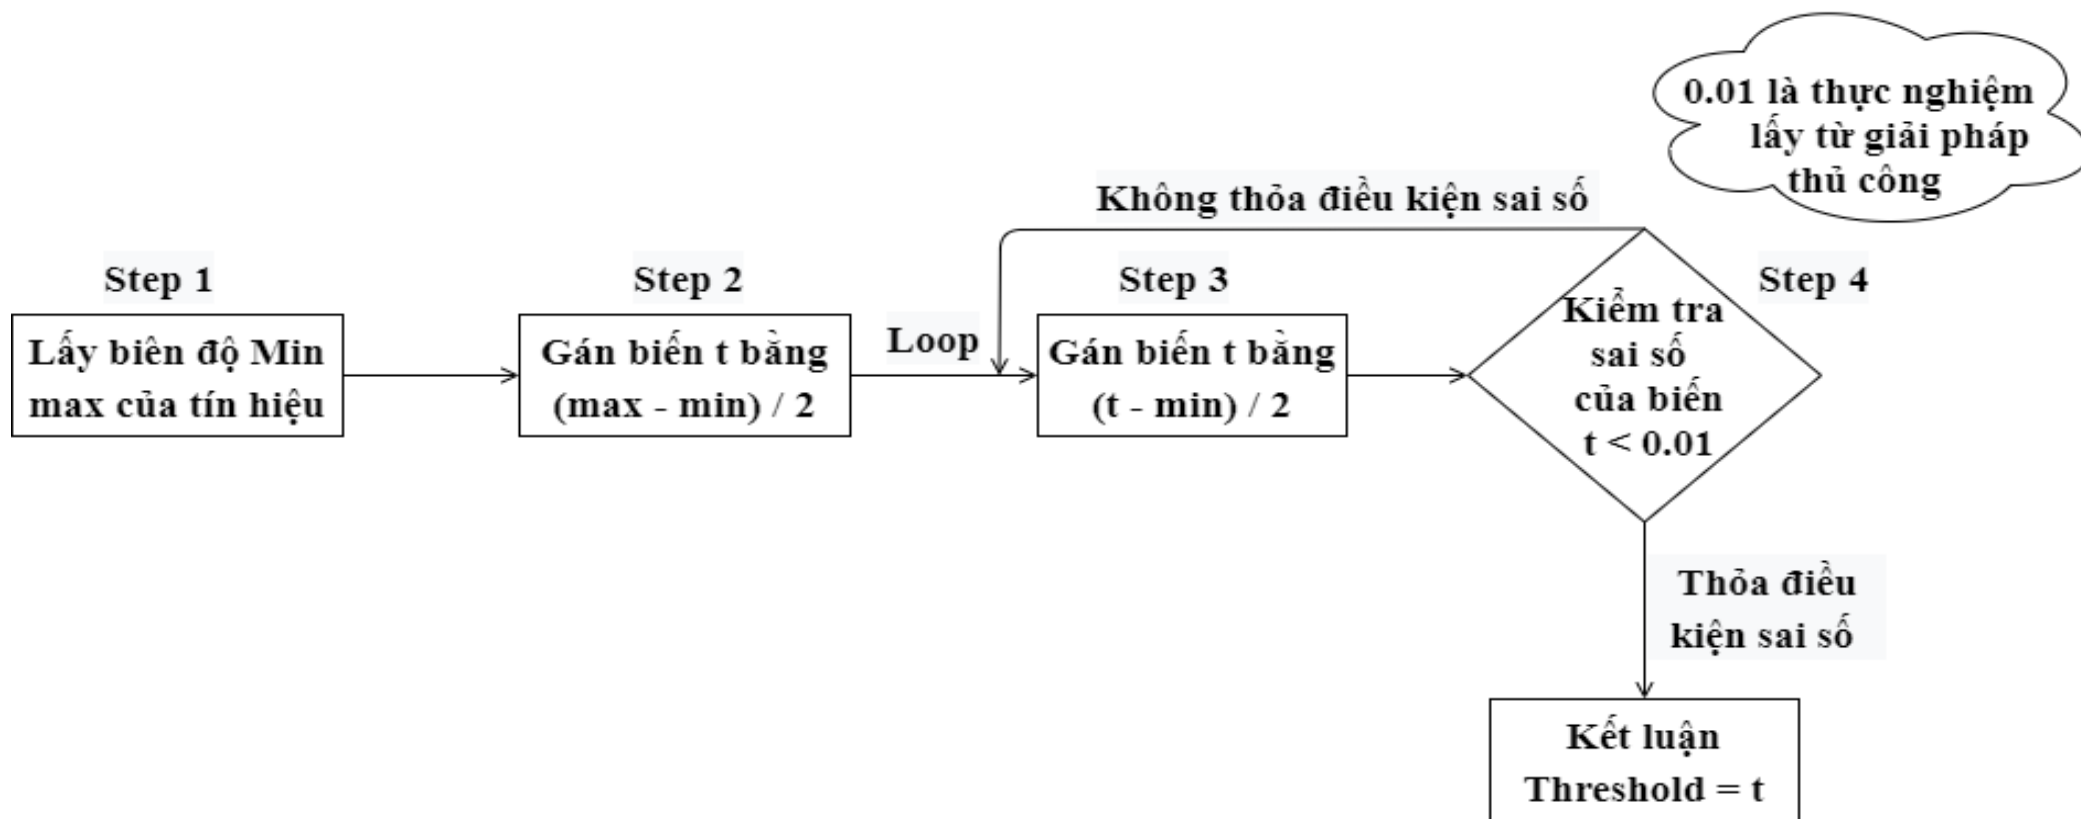 0.01 là thực nghiệm
lấy từ giải pháp
thủ công
Không thỏa điều kiện sai số
Step 1
Lấy biên độ Min
max của tín hiệu
Step 2
Gán biến t bằng
(max - min) / 2
Loop
Step 3
Gán biến t bằng
(t - min) / 2
Step 4
Kiểm tra
sai số
của biến
t < 0.01
Thỏa điều
kiện sai số
Kết luận
Threshold = t